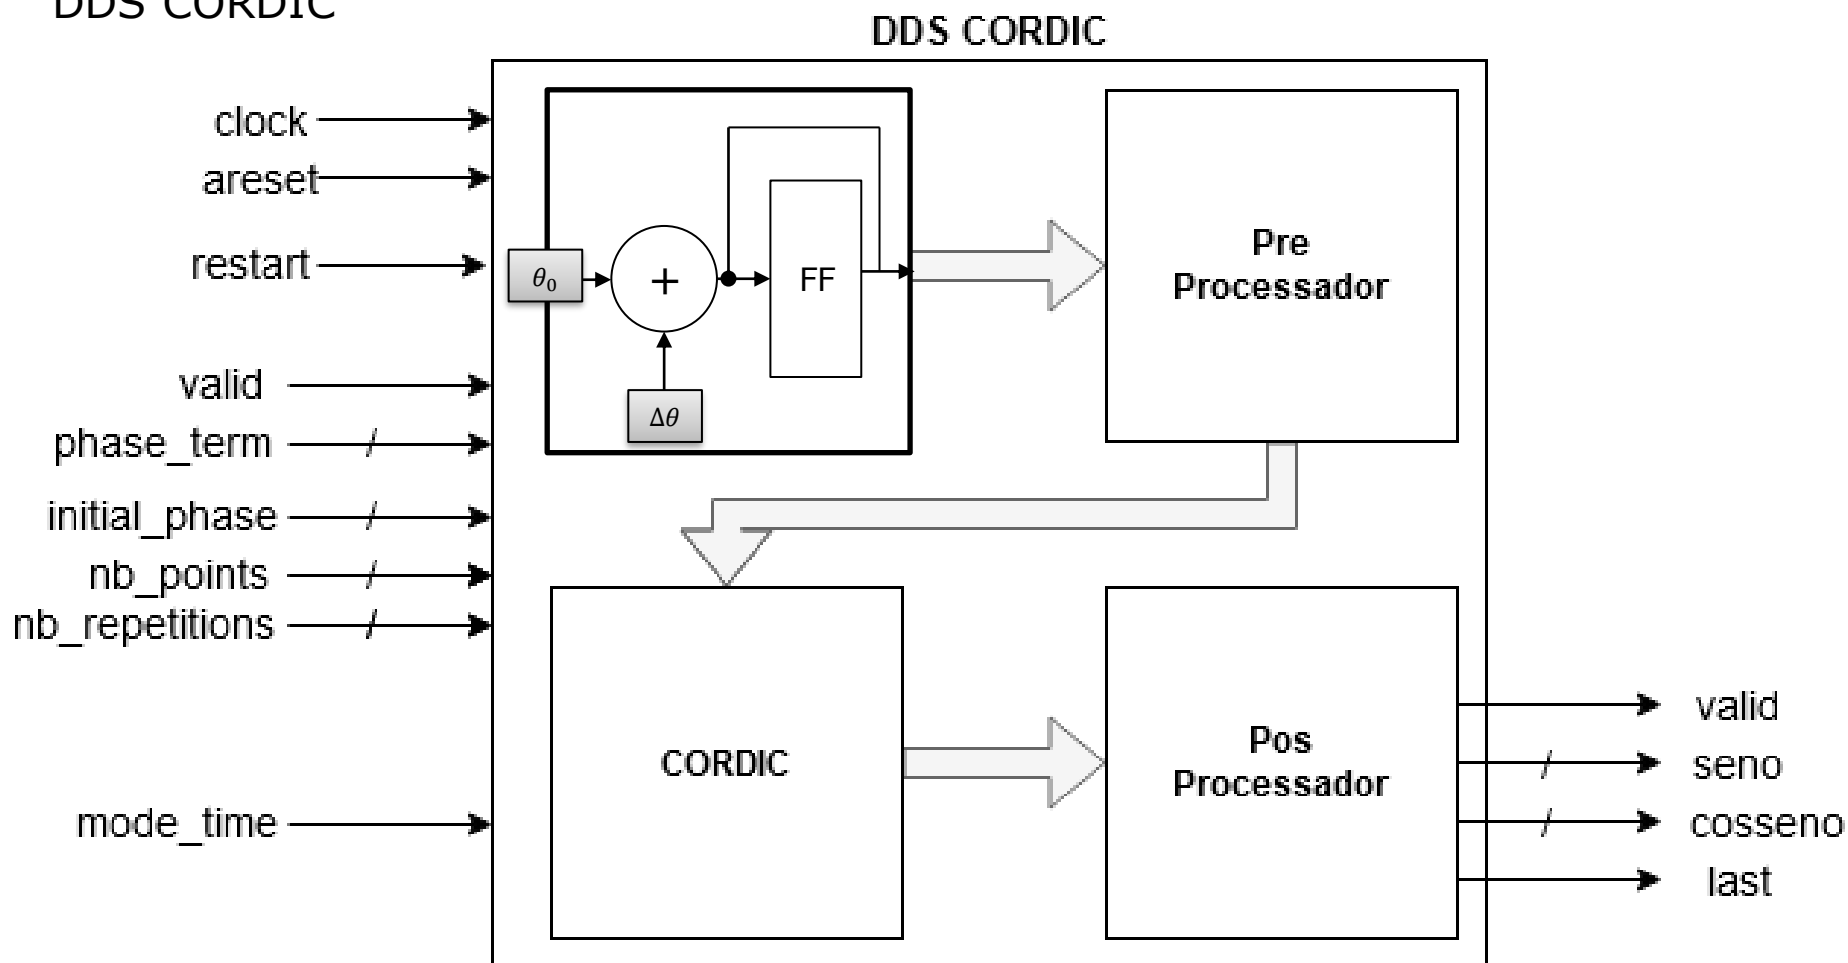 DDS CORDIC
DDS CORDIC
clock
areset
restart
valid
phase_term
initial_phase
nb_points
nb_repetitions
mode_time
θ₀
+
FF
Δθ
Pre
Processador
CORDIC
Pos
Processador
valid
seno
cosseno
last